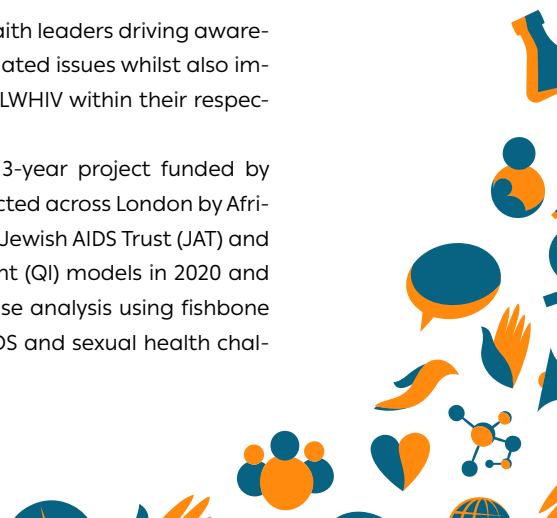 aith leaders driving aware-
ated issues whilst also im-
LWHIV within their respec-
3-year project funded by
cted across London by Afri-
Jewish AIDS Trust (JAT) and
nt (QI) models in 2020 and
se analysis using fishbone
OS and sexual health chal-